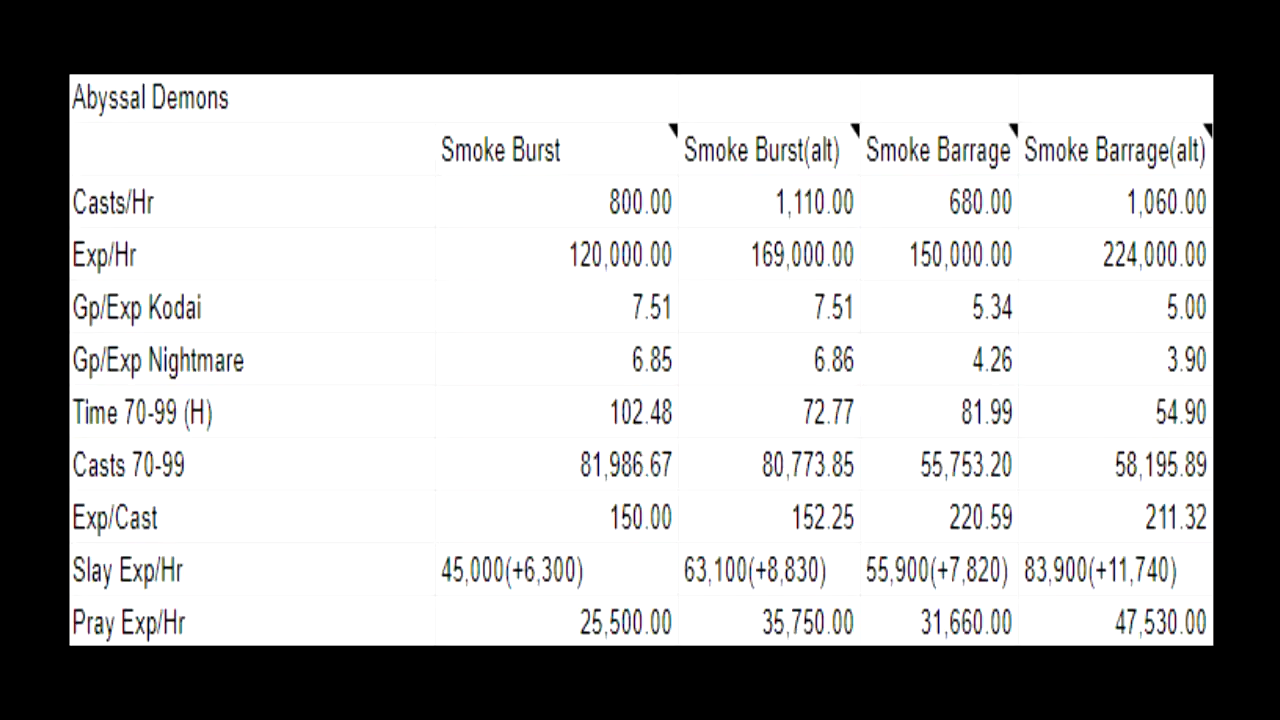 Abyssal Demons
Smoke Burst Smoke Burst(alt) Smoke Barrage Smoke Barrage(alt)
Casts/Hr 800.00 1,110.00 680.00 1,060.00
Exp/Hr 120,000.00 169,000.00 150,000.00 224,000.00
Gp/Exp Kodai 7.51 7.51 5.34 5.00
Gp/Exp Nightmare 6.85 6.86 4.26 3.90
Time 70-99 (H) 102.48 72.77 81.99 54.90
Casts 70-99 81,986.67 80,773.85 55,753.20 58,195.89
Exp/Cast 150.00 152.25 220.59 211.32
Slay Exp/Hr 45,000(+6,300) 63,100(+8,830) 55,900(+7,820) 83,900(+11,740)
Pray Exp/Hr 25,500.00 35,750.00 31,660.00 47,530.00